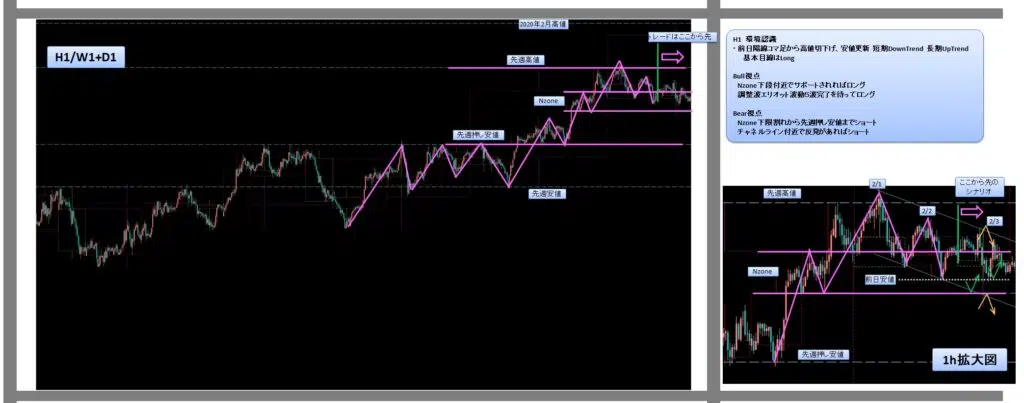 2020年2月高値
トレードはここから先
H1/W1+D1
先週高値
Nzone
先週押し安値
先週安値
H1 環境認識
・前日陽線コマ足から高値切下げ、安値更新 短期DownTrend 長期UpTrend
基本目線はLong
Bull視点
Nzone下段付近でサポートされればロング
調整波エリオット波動5波完了を待ってロング
Bear視点
Nzone下限割れから先週押し安値までショート
チャネルライン付近で反発があればショート
先週高値
2/1
ここから先の
シナリオ
2/2
2/3
Nzone
前日安値
先週押し安値
1h拡大図